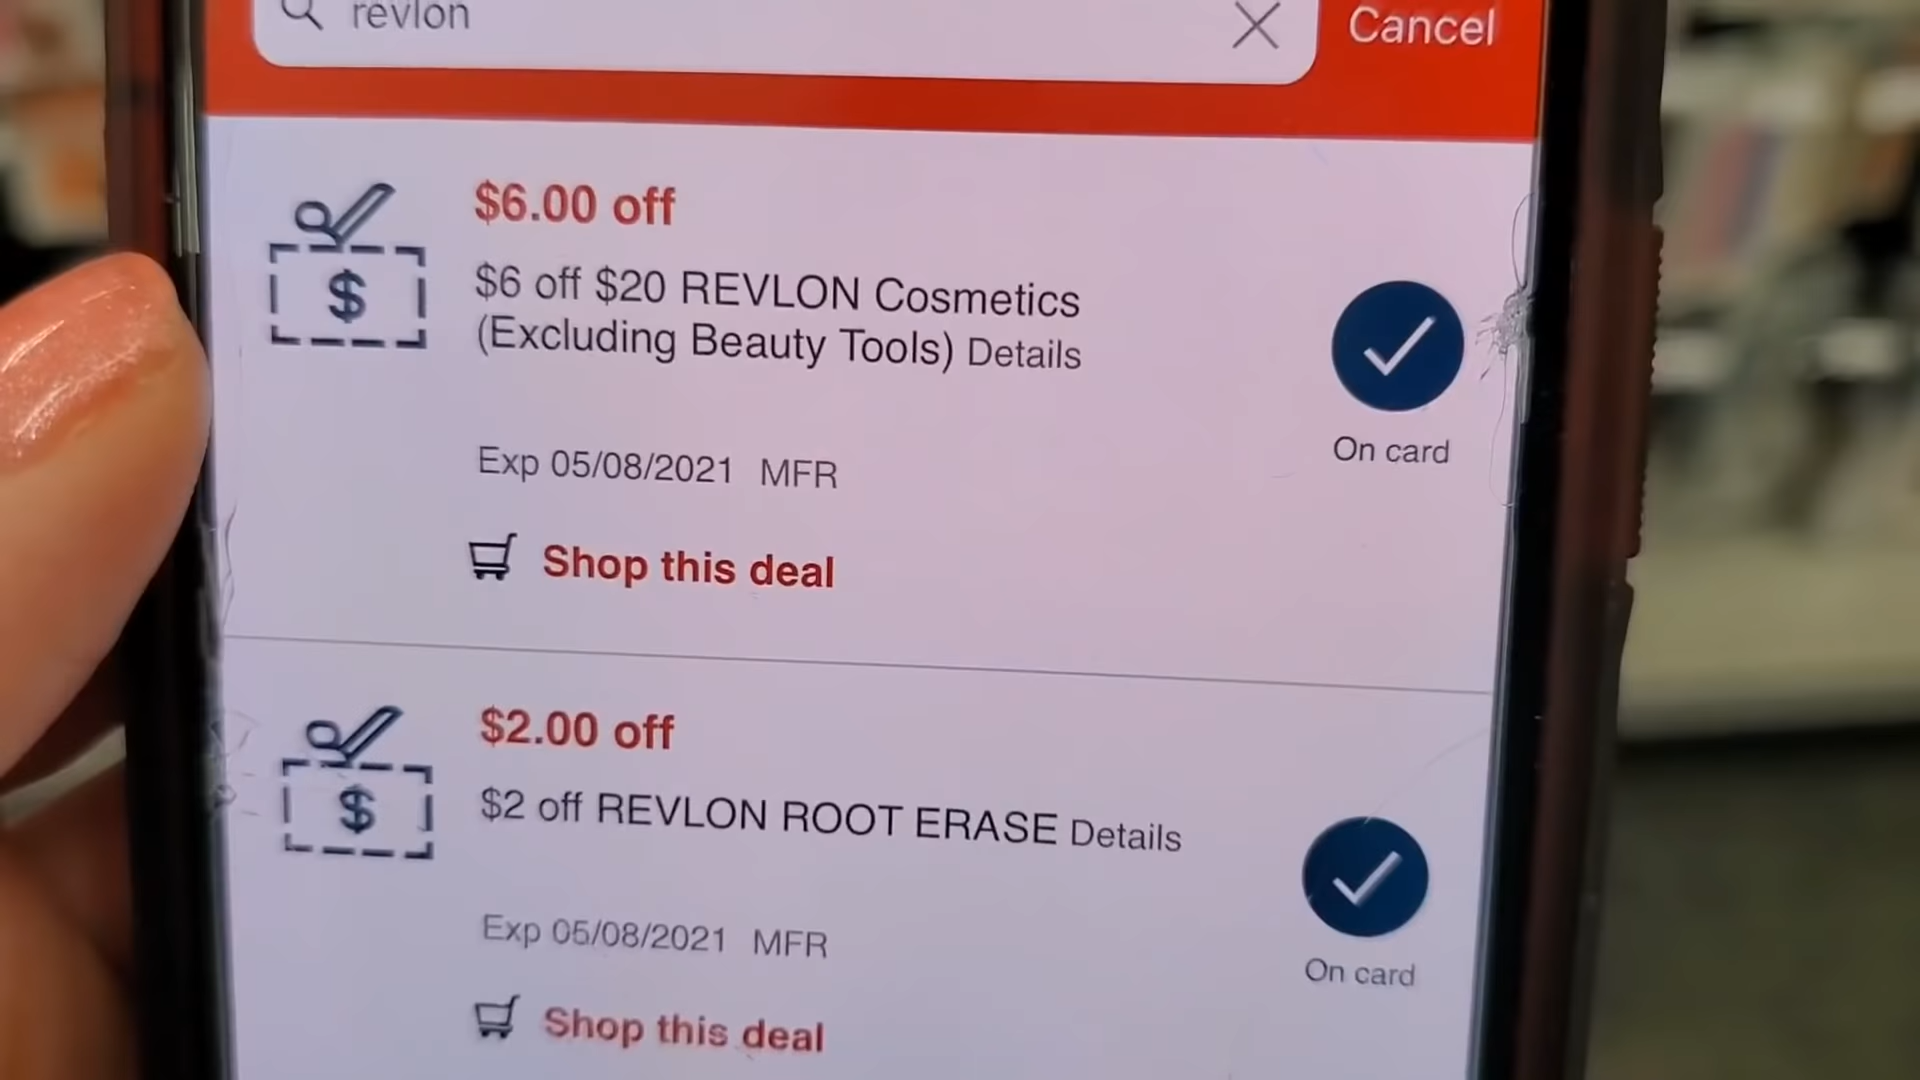 revlon
Cancel
$6.00 off
$6 off $20 REVLON Cosmetics
(Excluding Beauty Tools) Details
On card
Exp 05/08/2021 MFR
Shop this deal
$2.00 off
$2 off REVLON ROOT ERASE Details
On card
Exp 05/08/2021 MFR
Shop this deal